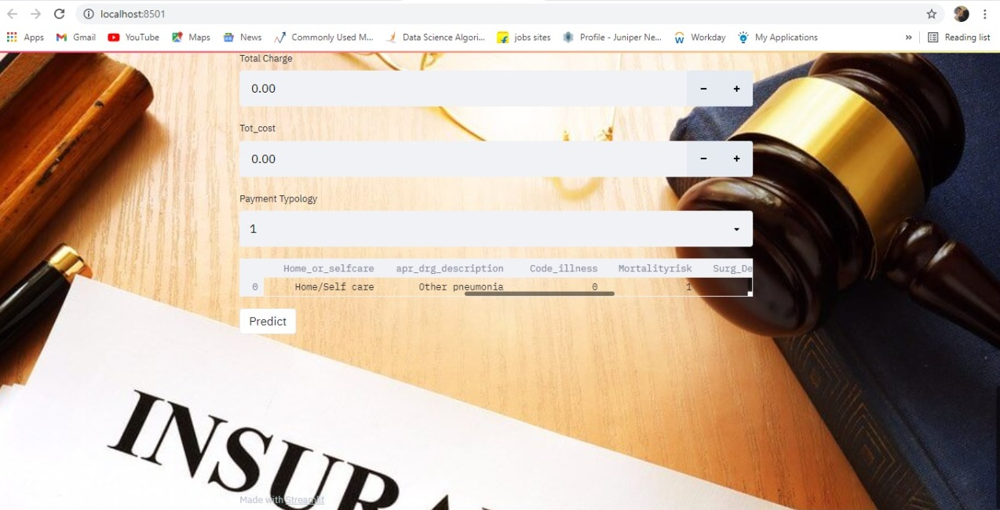 localhost:8501
Apps Gmail YouTube Maps News Commonly Used M... Data Science Algori... jobs sites Profile - Juniper Ne... Workday My Applications » Reading list
Total Charge
0.00 − +
Tot_cost
0.00 − +
Payment Typology
1
Home_or_selfcare apr_drg_description Code_illness Mortalityrisk Surg_De
0 Home/Self care Other pneumonia 0 1
Predict
INSURA
Made with Streamlit